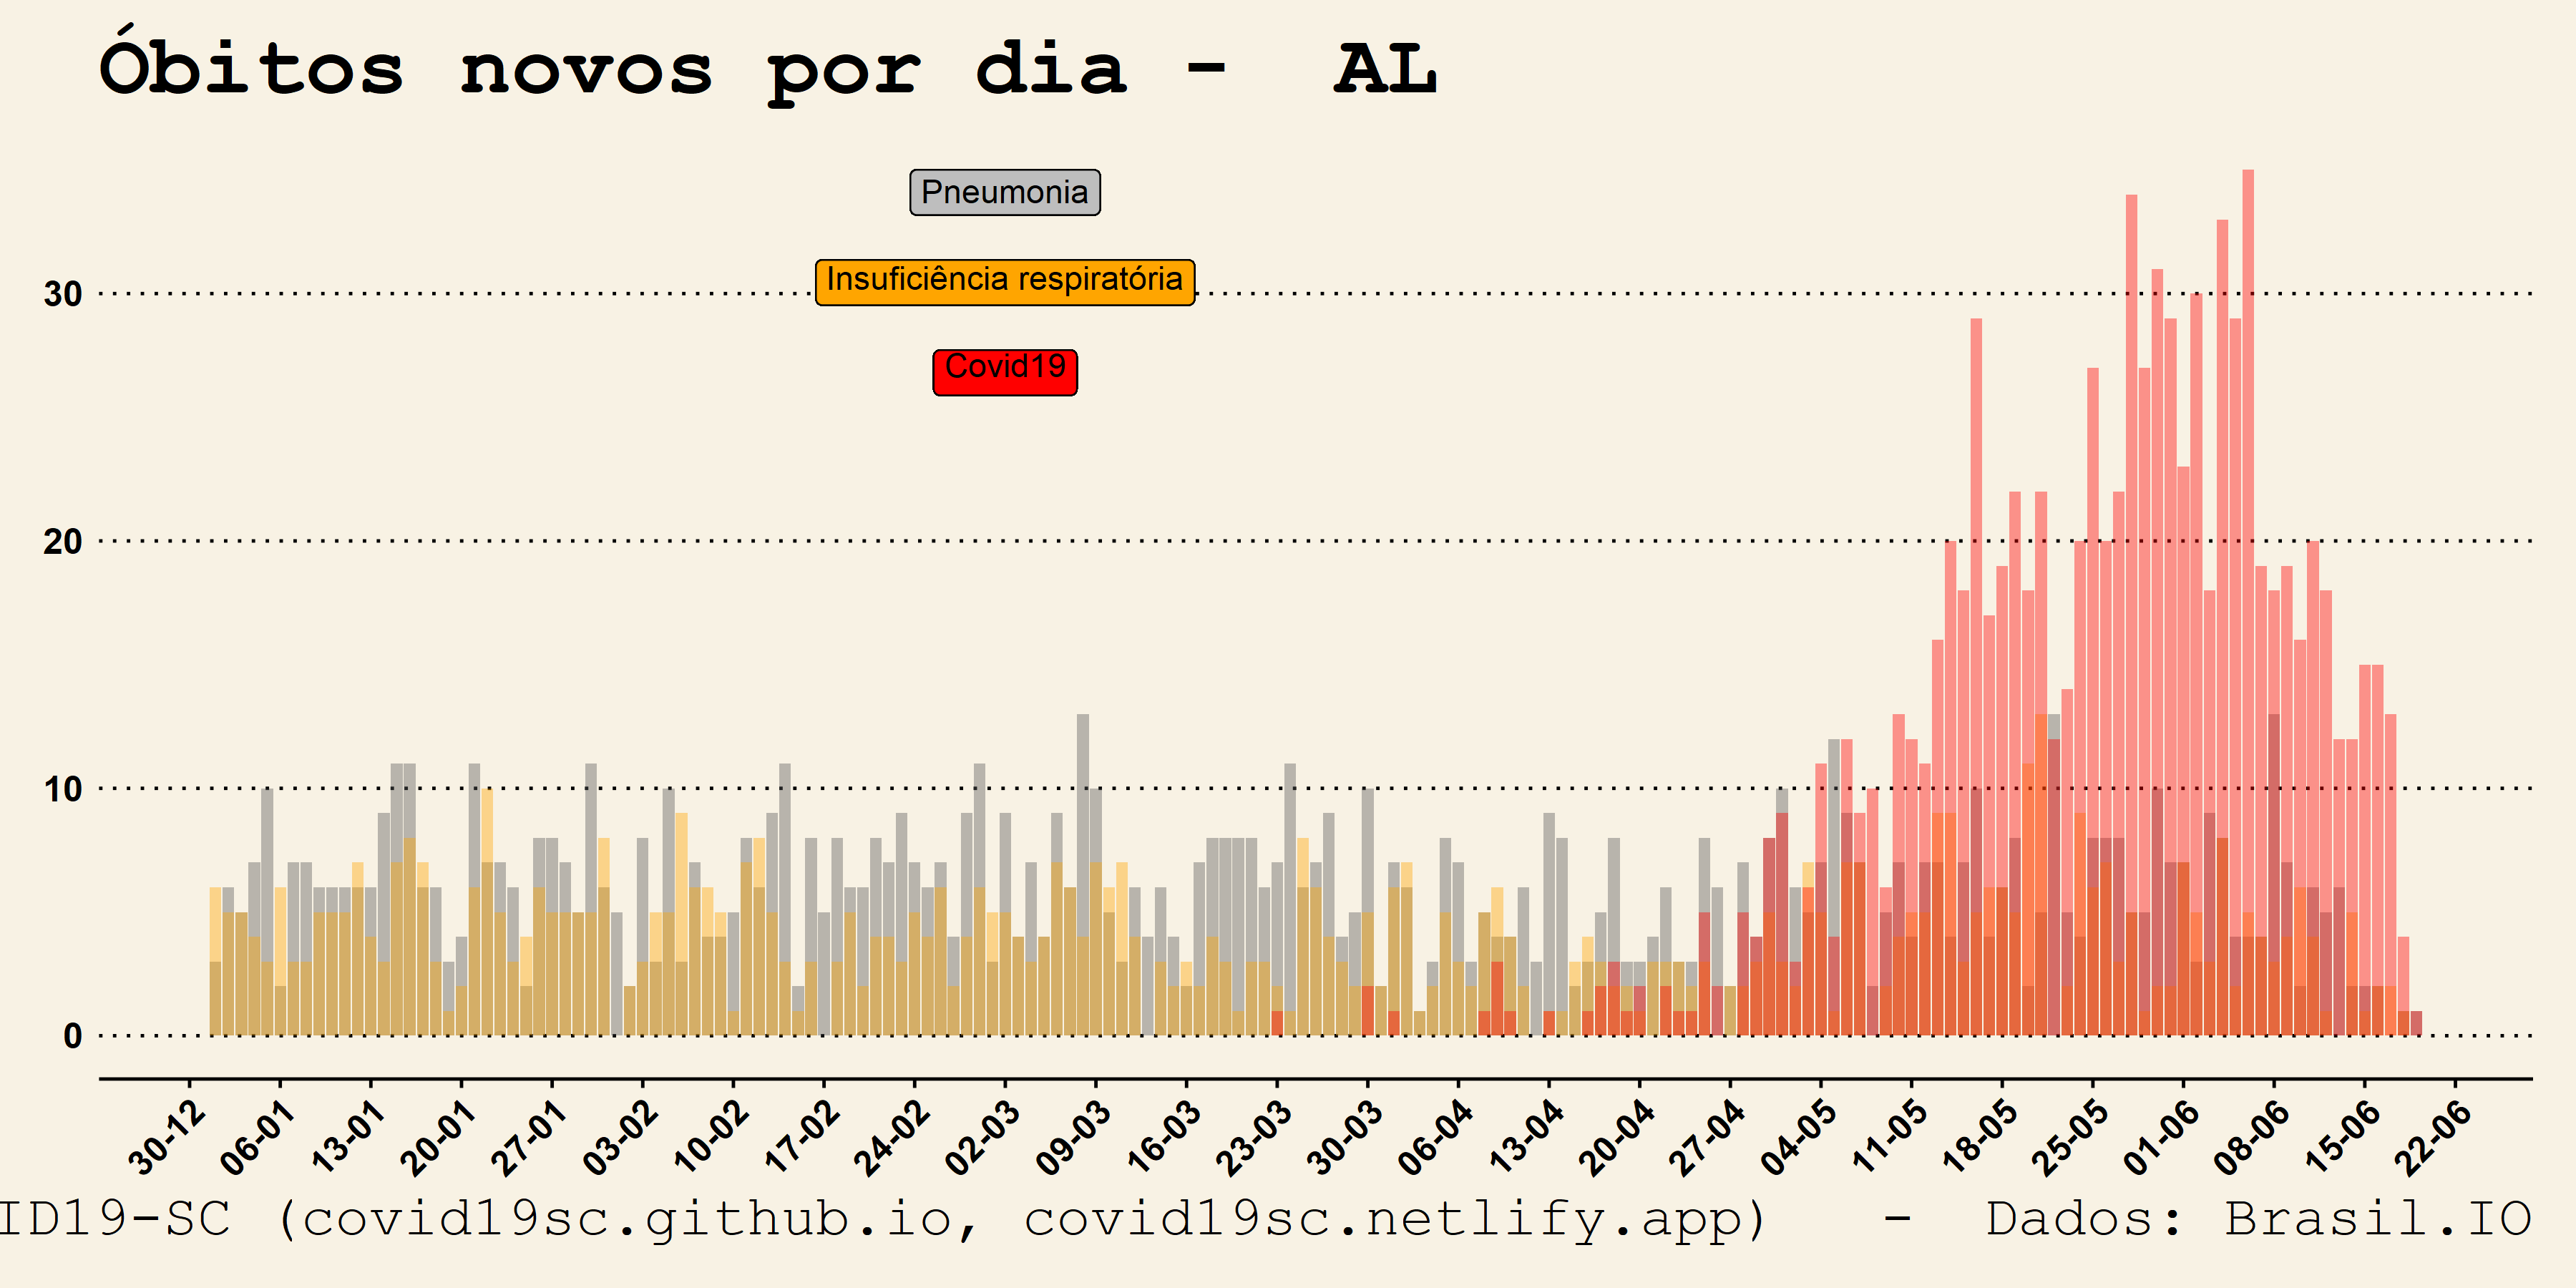 Óbitos novos por dia - AL
Pneumonia
Insuficiência respiratória
Covid19
30
20
10
0
30-12 06-01 13-01 20-01 27-01 03-02 10-02 17-02 24-02 02-03 09-03 16-03 23-03 30-03 06-04 13-04 20-04 27-04 04-05 11-05 18-05 25-05 01-06 08-06 15-06 22-06
ID19-SC (covid19sc.github.io, covid19sc.netlify.app) - Dados: Brasil.IO